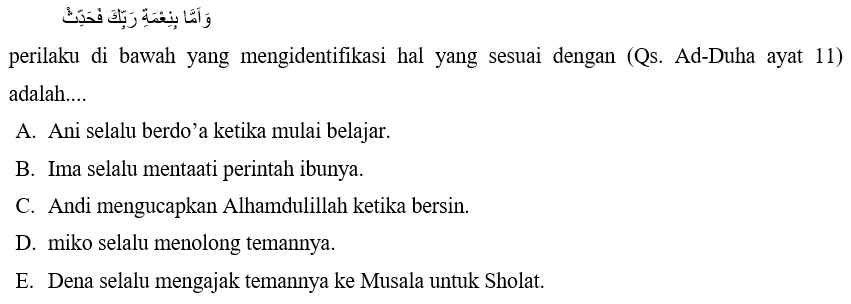 وَاَمَّا بِنِعْمَةِ رَبِّكَ فَحَدِّثْ
perilaku di bawah yang mengidentifikasi hal yang sesuai dengan (Qs. Ad-Duha ayat 11)
adalah....
A. Ani selalu berdo’a ketika mulai belajar.
B. Ima selalu mentaati perintah ibunya.
C. Andi mengucapkan Alhamdulillah ketika bersin.
D. miko selalu menolong temannya.
E. Dena selalu mengajak temannya ke Musala untuk Sholat.